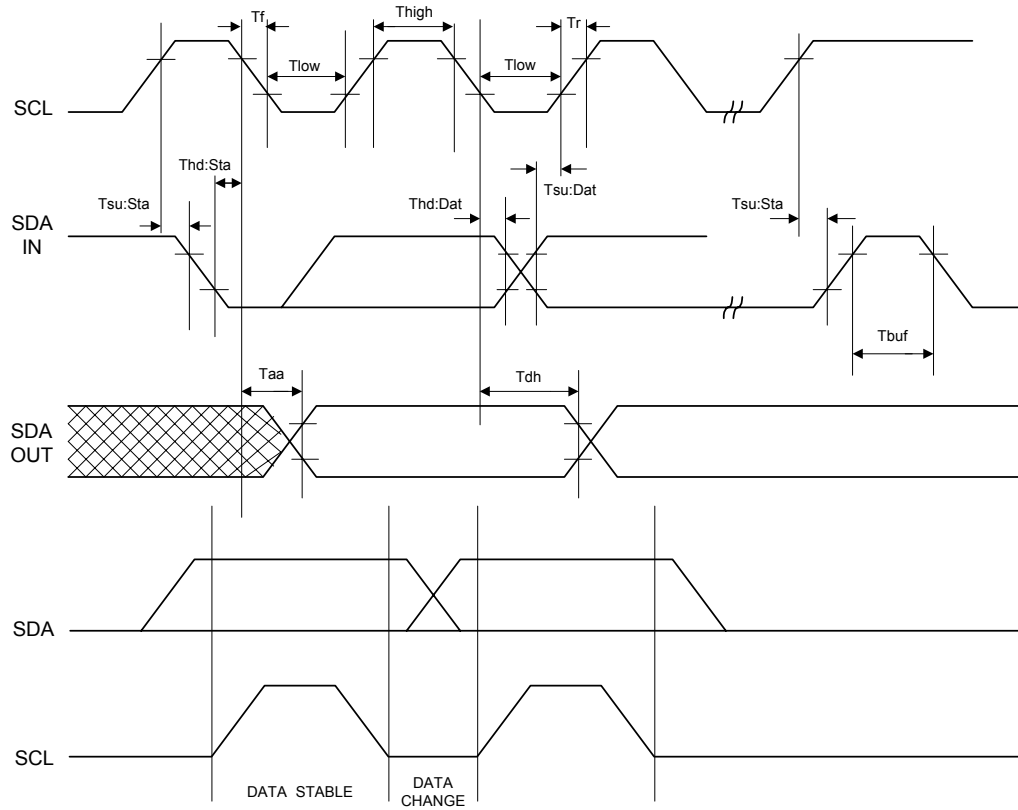 Tf
Thigh
Tr
Tlow
Tlow
SCL
Thd:Sta
Tsu:Sta
Thd:Dat
Tsu:Dat
Tsu:Sta
SDA
IN
Tbuf
Taa
Tdh
SDA
OUT
SDA
SCL
DATA STABLE
DATA
CHANGE